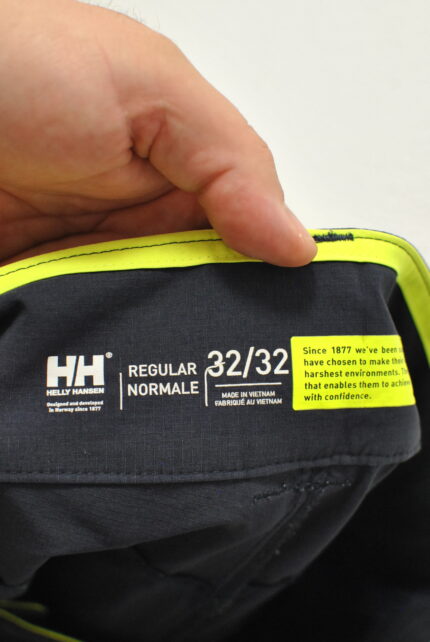 HH®
HELLY HANSEN
Designed and developed
in Norway since 1877
REGULAR
NORMALE
32/32
MADE IN VIETNAM
FABRIQUÉ AU VIETNAM
Since 1877 we've been
have chosen to make the
harshest environments.
that enables them to achieve
with confidence.